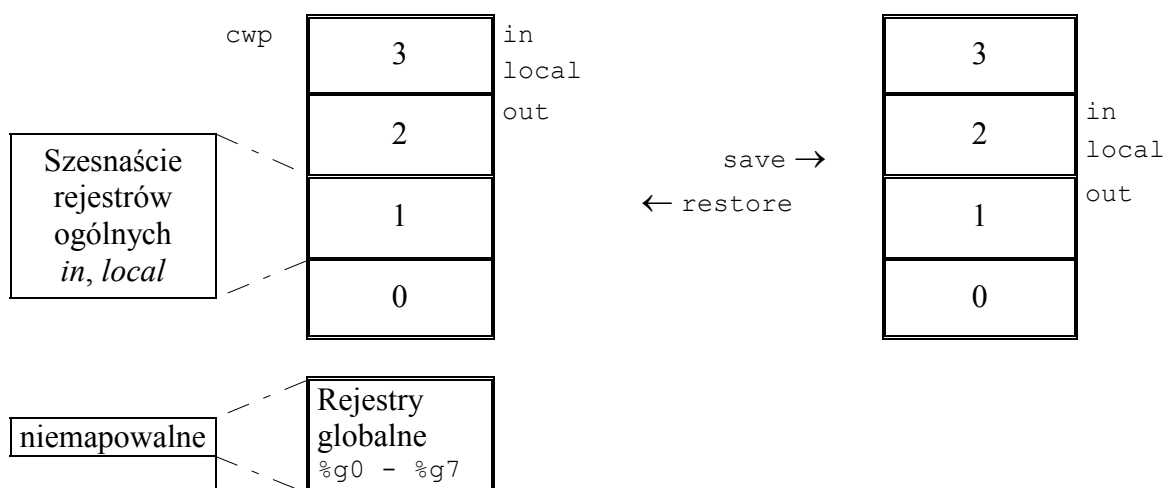 cwp
3
in
local
2
out
1
0
Szesnaście
rejestrów
ogólnych
in, local
save →
← restore
3
2
in
local
1
out
0
niemapowalne
Rejestry
globalne
%g0 - %g7